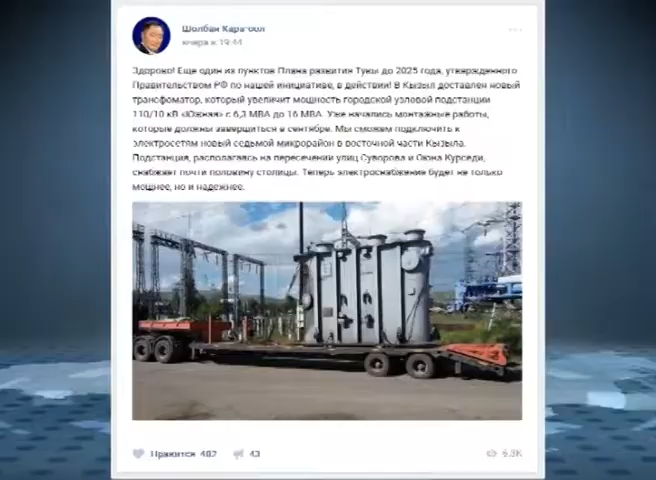 Шолбан Кара-оол
вчера в 19:44
Здорово! Еще один из пунктов Плана развития Тувы до 2025 года, утвержденного
Правительством РФ по нашей инициативе, в действии! В Кызыл доставлен новый
трансфоматор, который увеличит мощность городской узловой подстанции
110/10 кВ «Южная» с 6,3 МВА до 16 МВА. Уже начались монтажные работы,
которые должны завершиться в сентябре. Мы сможем подключить к
электросетям новый седьмой микрорайон в восточной части Кызыла.
Подстанция, располагаясь на пересечении улиц Суворова и Оюна Курседи,
снабжает почти половину столицы. Теперь электроснабжение будет не только
мощнее, но и надежнее.
Нравится 402 43